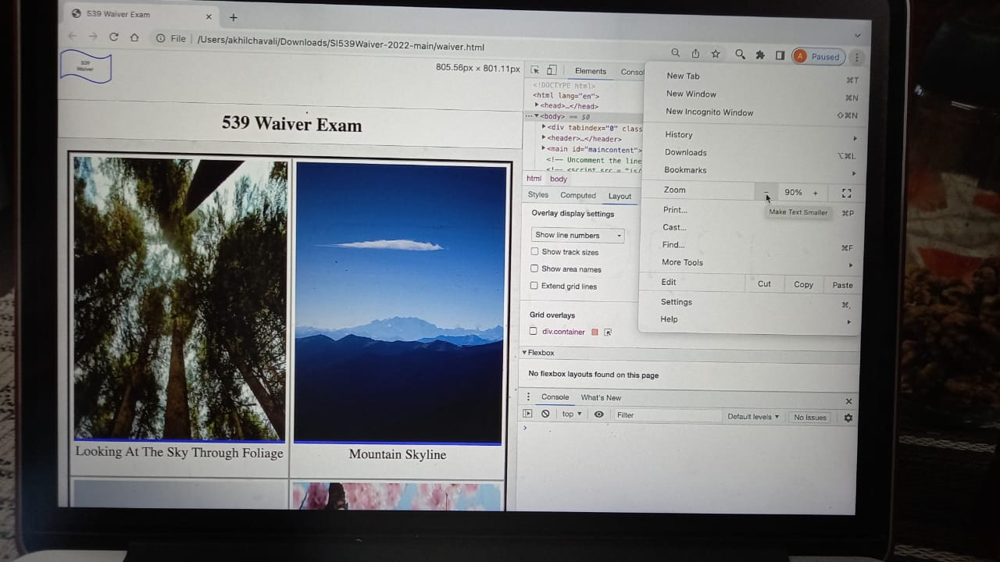 539 Waiver Exam
File | /Users/akhilchavali/Downloads/SI539Waiver-2022-main/waiver.html
A Paused
539
Waiver
805.56px × 801.11px
539 Waiver Exam
Looking At The Sky Through Foliage
Mountain Skyline
Elements Consol
<!DOCTYPE html>
<html lang="en">
<head>…</head>
<body> == $0
<div tabindex="0" class
<header>…</header>
<main id="maincontent">
<!-- Uncomment the line
<!-- <script src = "js/
html body
Styles Computed Layout
Overlay display settings
Show line numbers
Show track sizes
Show area names
Extend grid lines
Grid overlays
div.container
Flexbox
No flexbox layouts found on this page
Console What's New
top Filter Default levels No Issues
New Tab ⌘T
New Window ⌘N
New Incognito Window ⇧⌘N
History
Downloads ⌥⌘L
Bookmarks
Zoom - 90% +
Make Text Smaller
Print... ⌘P
Cast...
Find... ⌘F
More Tools
Edit Cut Copy Paste
Settings ⌘,
Help